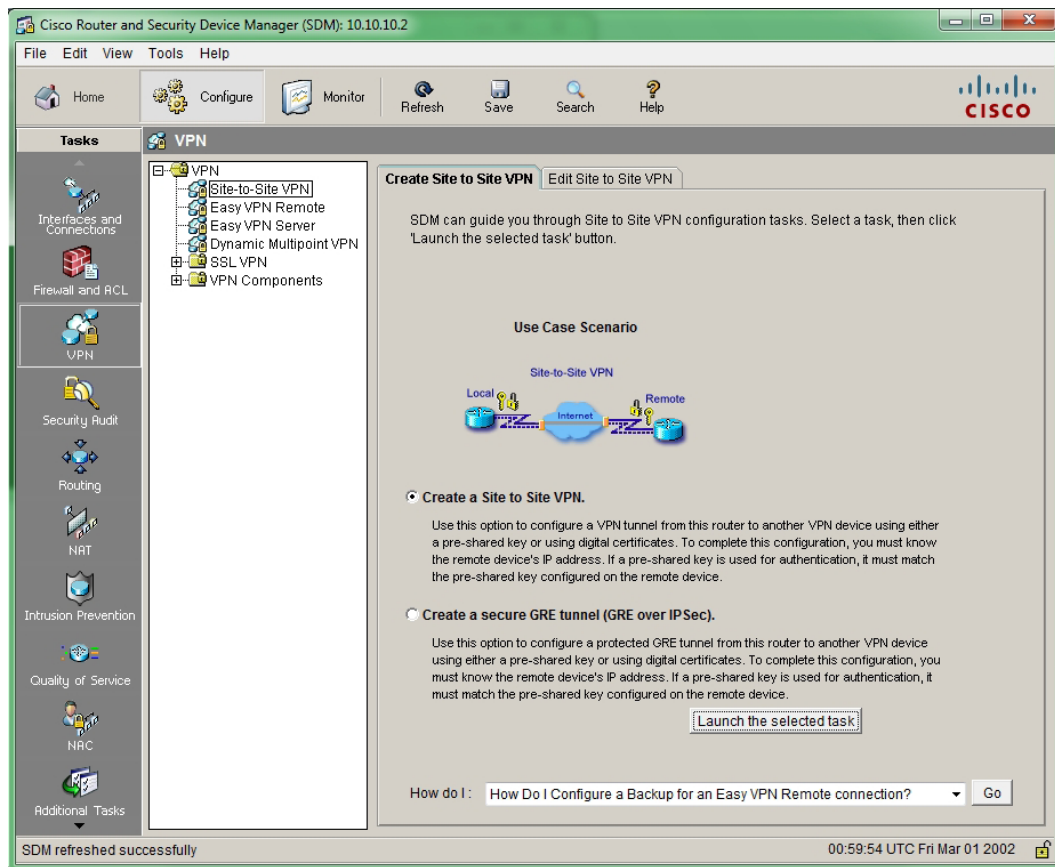 Cisco Router and Security Device Manager (SDM): 10.10.10.2
File Edit View Tools Help
Home Configure Monitor Refresh Save Search Help
CISCO
Tasks
VPN
Interfaces and
Connections
Firewall and ACL
VPN
Security Audit
Routing
NAT
Intrusion Prevention
Quality of Service
NAC
Additional Tasks
VPN
Site-to-Site VPN
Easy VPN Remote
Easy VPN Server
Dynamic Multipoint VPN
SSL VPN
VPN Components
Create Site to Site VPN Edit Site to Site VPN
SDM can guide you through Site to Site VPN configuration tasks. Select a task, then click
'Launch the selected task' button.
Use Case Scenario
Site-to-Site VPN
Local Remote
Internet
Create a Site to Site VPN.
Use this option to configure a VPN tunnel from this router to another VPN device using either
a pre-shared key or using digital certificates. To complete this configuration, you must know
the remote device's IP address. If a pre-shared key is used for authentication, it must match
the pre-shared key configured on the remote device.
Create a secure GRE tunnel (GRE over IPSec).
Use this option to configure a protected GRE tunnel from this router to another VPN device
using either a pre-shared key or using digital certificates. To complete this configuration, you
must know the remote device's IP address. If a pre-shared key is used for authentication, it
must match the pre-shared key configured on the remote device.
Launch the selected task
How do I : How Do I Configure a Backup for an Easy VPN Remote connection? Go
SDM refreshed successfully 00:59:54 UTC Fri Mar 01 2002